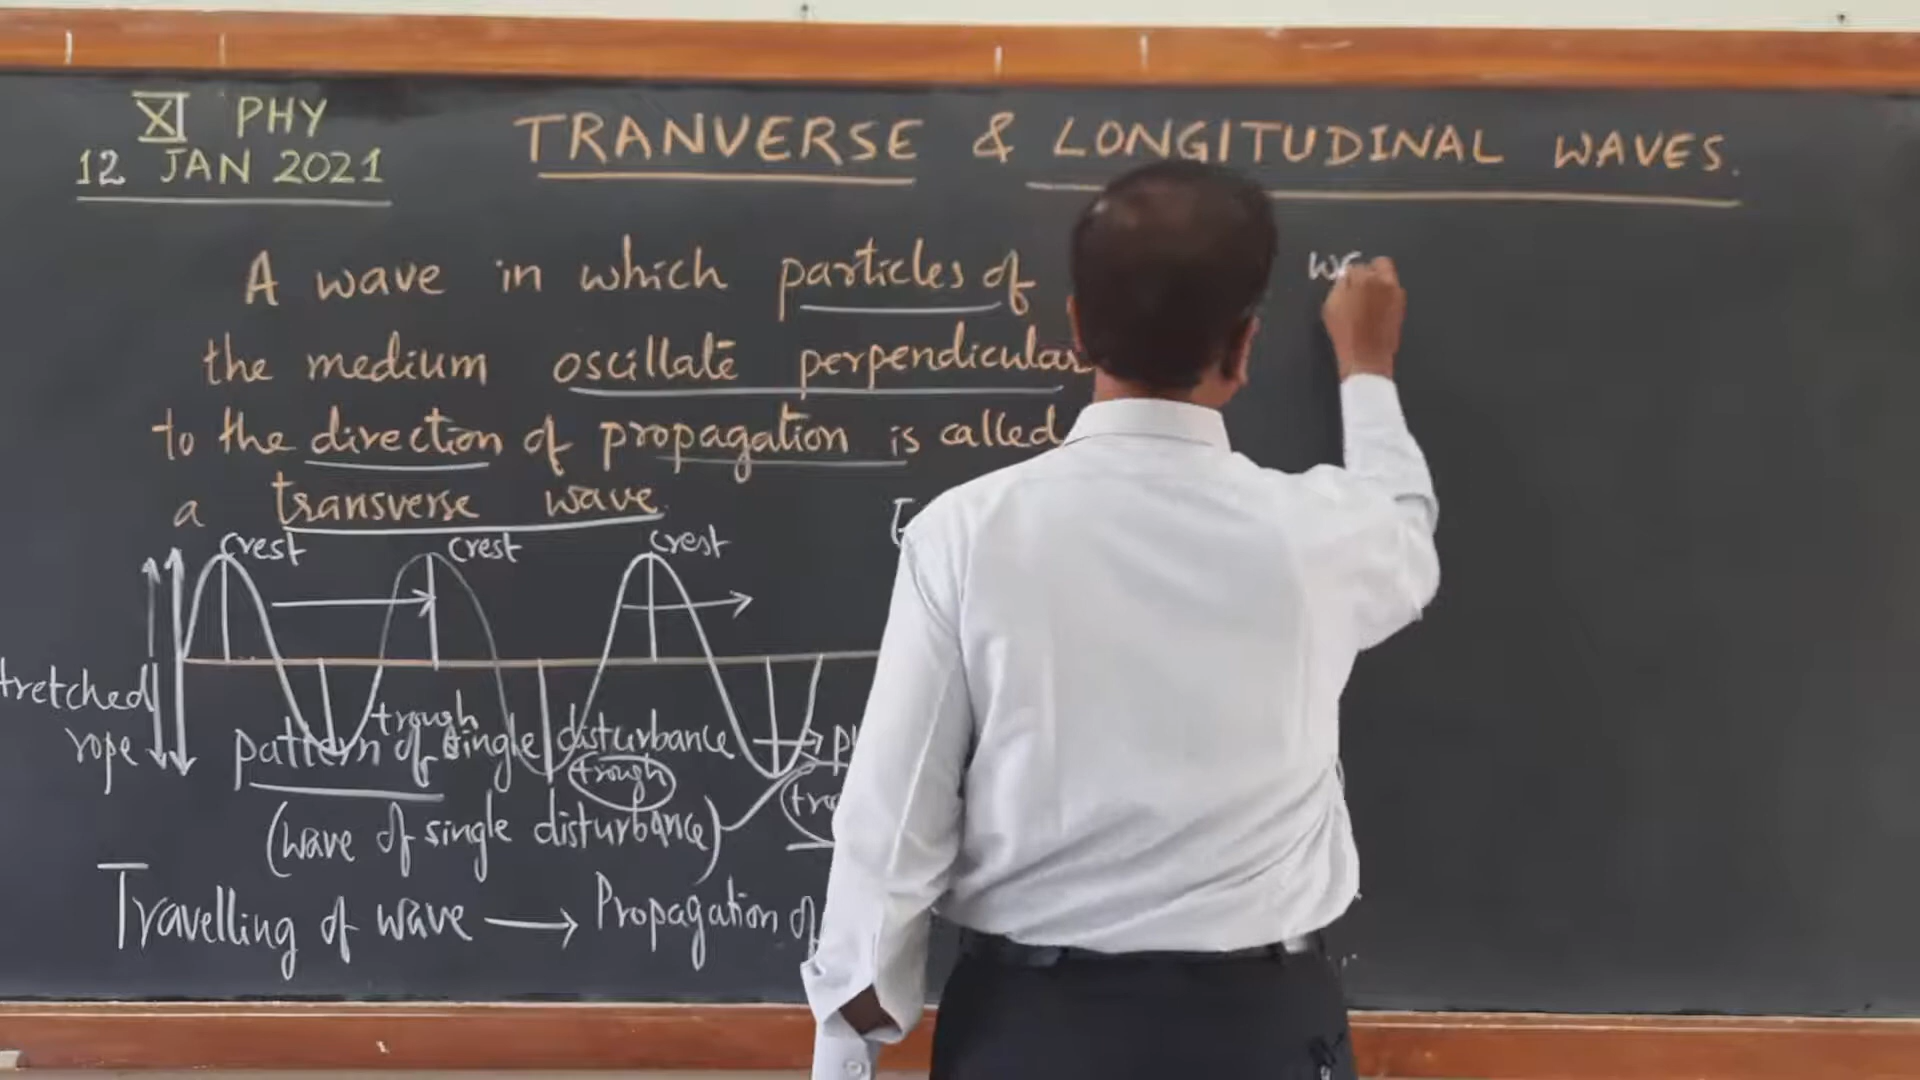 XI PHY
12 JAN 2021
TRANVERSE & LONGITUDINAL WAVES.
A wave in which particles of
the medium oscillate perpendicular
to the direction of propagation is called
a transverse wave.
crest crest crest
tretched
rope
trough
pattern of single disturbance
trough
(wave of single disturbance)
Travelling of wave → Propagation of